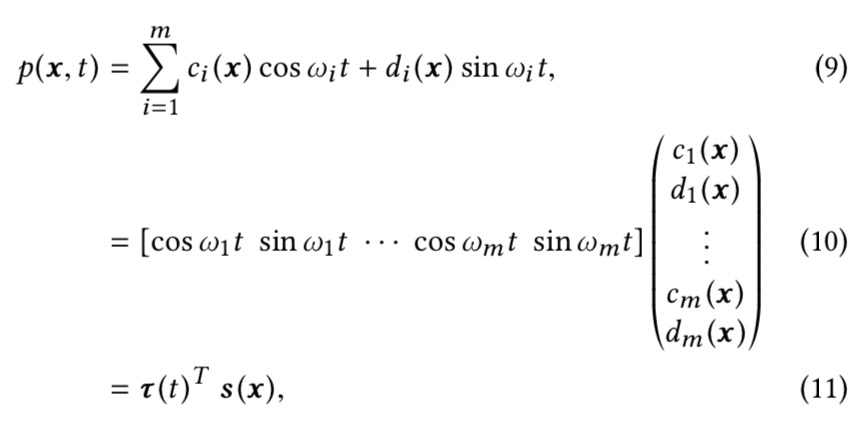 p(x, t) = ∑_{i=1}^{m} c_i(x) cos ω_i t + d_i(x) sin ω_i t, (9)
= [cos ω_1 t sin ω_1 t ⋯ cos ω_m t sin ω_m t] ( c_1(x) d_1(x) ⋮ c_m(x) d_m(x) ) (10)
= τ(t)^T s(x), (11)